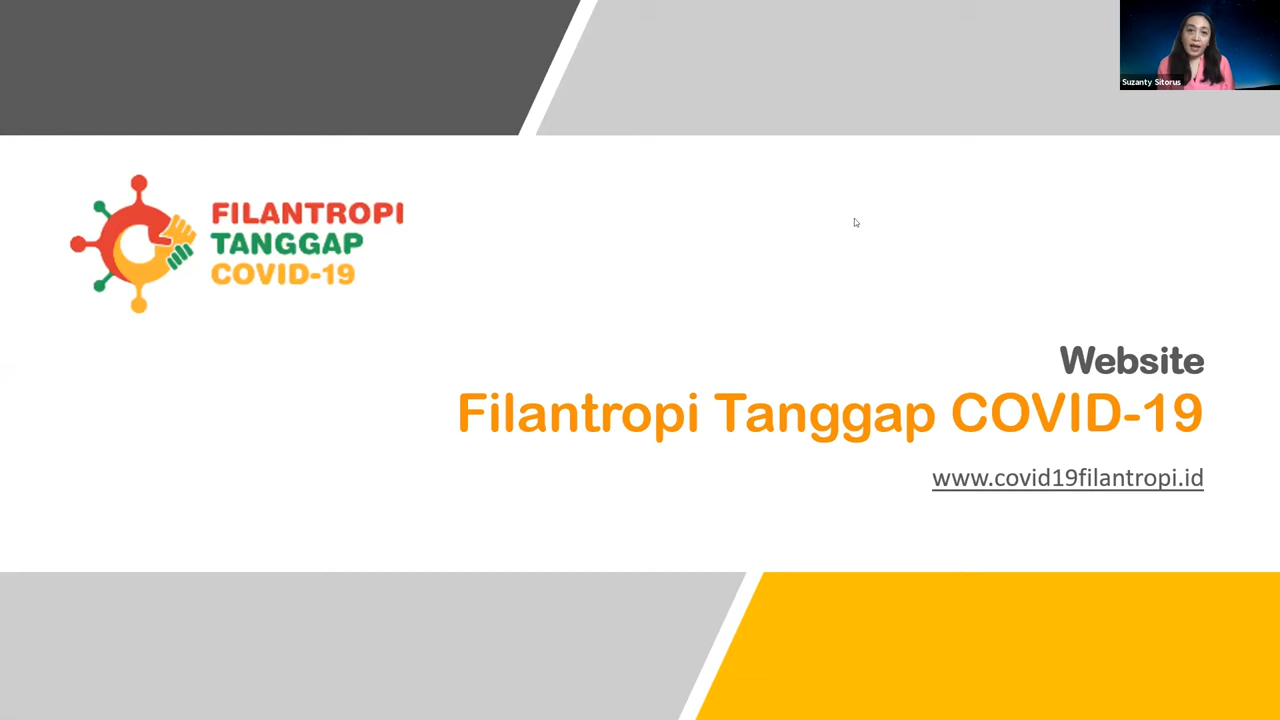 Suzanty Sitorus
FILANTROPI
TANGGAP
COVID-19
Website
Filantropi Tanggap COVID-19
www.covid19filantropi.id